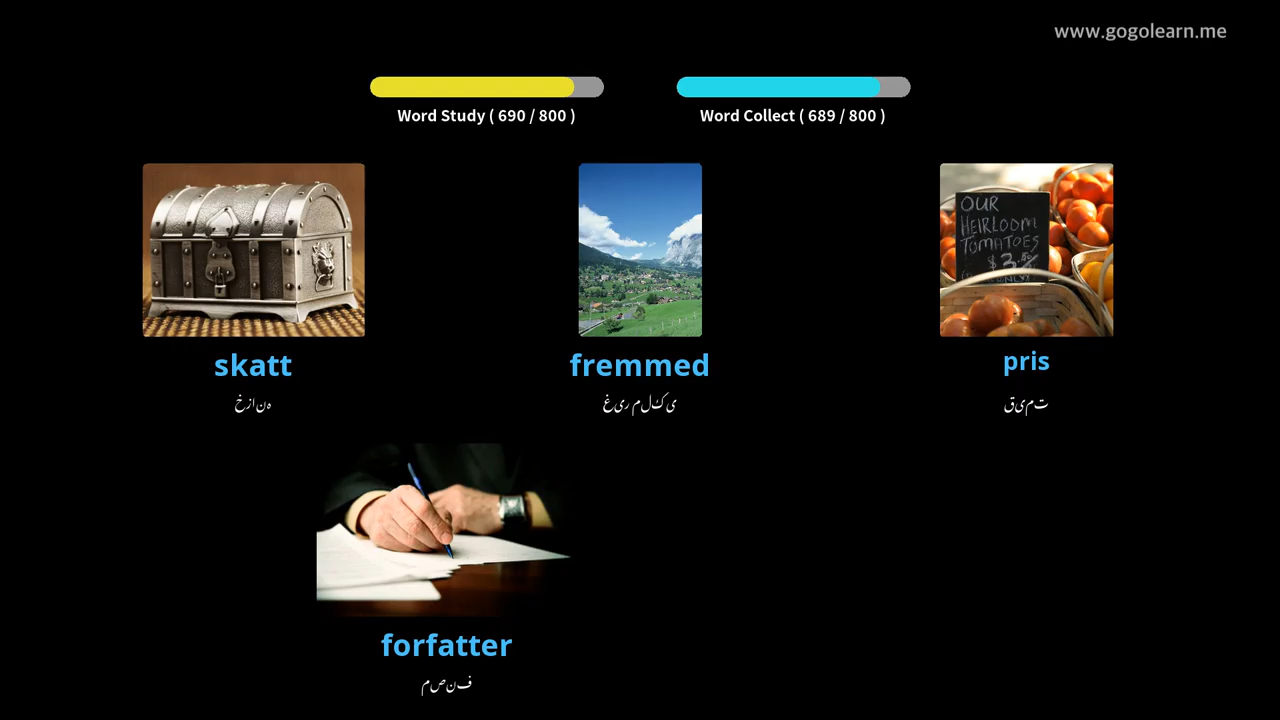 www.gogolearn.me
Word Study ( 690 / 800 )
Word Collect ( 689 / 800 )
OUR
HEIRLOOM
TOMATOES
skatt
fremmed
pris
خزانہ
غیر ملکی
قیمت
forfatter
مصنف